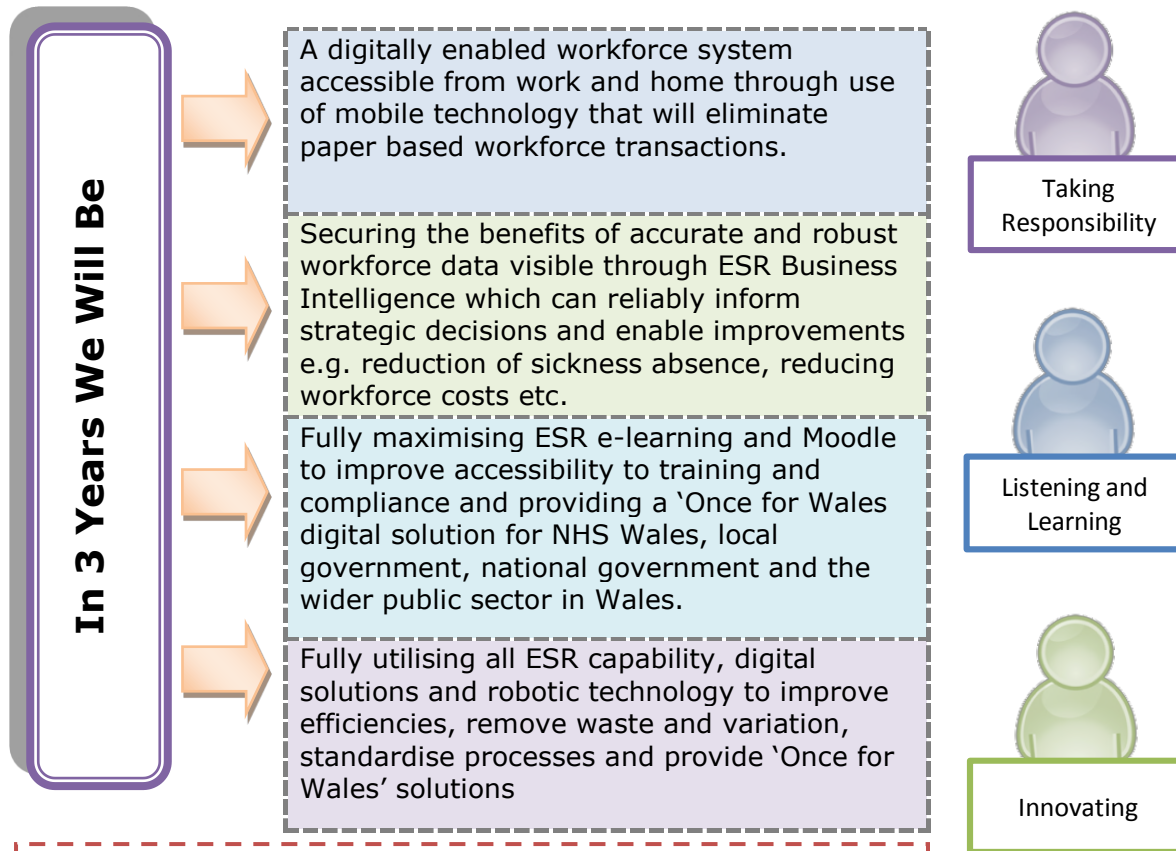 In 3 Years We Will Be
A digitally enabled workforce system
accessible from work and home through use
of mobile technology that will eliminate
paper based workforce transactions.
Securing the benefits of accurate and robust
workforce data visible through ESR Business
Intelligence which can reliably inform
strategic decisions and enable improvements
e.g. reduction of sickness absence, reducing
workforce costs etc.
Fully maximising ESR e-learning and Moodle
to improve accessibility to training and
compliance and providing a ‘Once for Wales
digital solution for NHS Wales, local
government, national government and the
wider public sector in Wales.
Fully utilising all ESR capability, digital
solutions and robotic technology to improve
efficiencies, remove waste and variation,
standardise processes and provide ‘Once for
Wales’ solutions
Taking
Responsibility
Listening and
Learning
Innovating